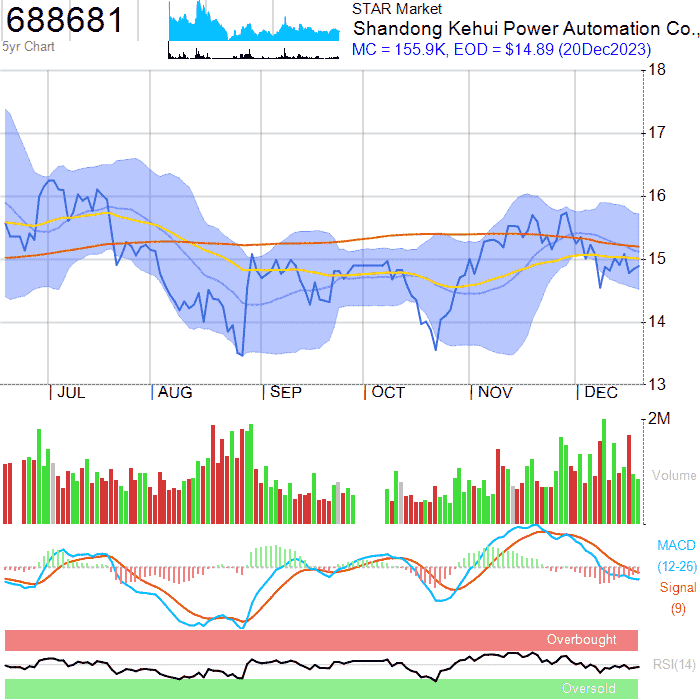 688681
5yr Chart
STAR Market
Shandong Kehui Power Automation Co.,
MC = 155.9K, EOD = $14.89 (20Dec2023)
18
17
16
15
14
13
JUL AUG SEP OCT NOV DEC
2M
Volume
MACD
(12-26)
Signal
(9)
Overbought
RSI(14)
Oversold